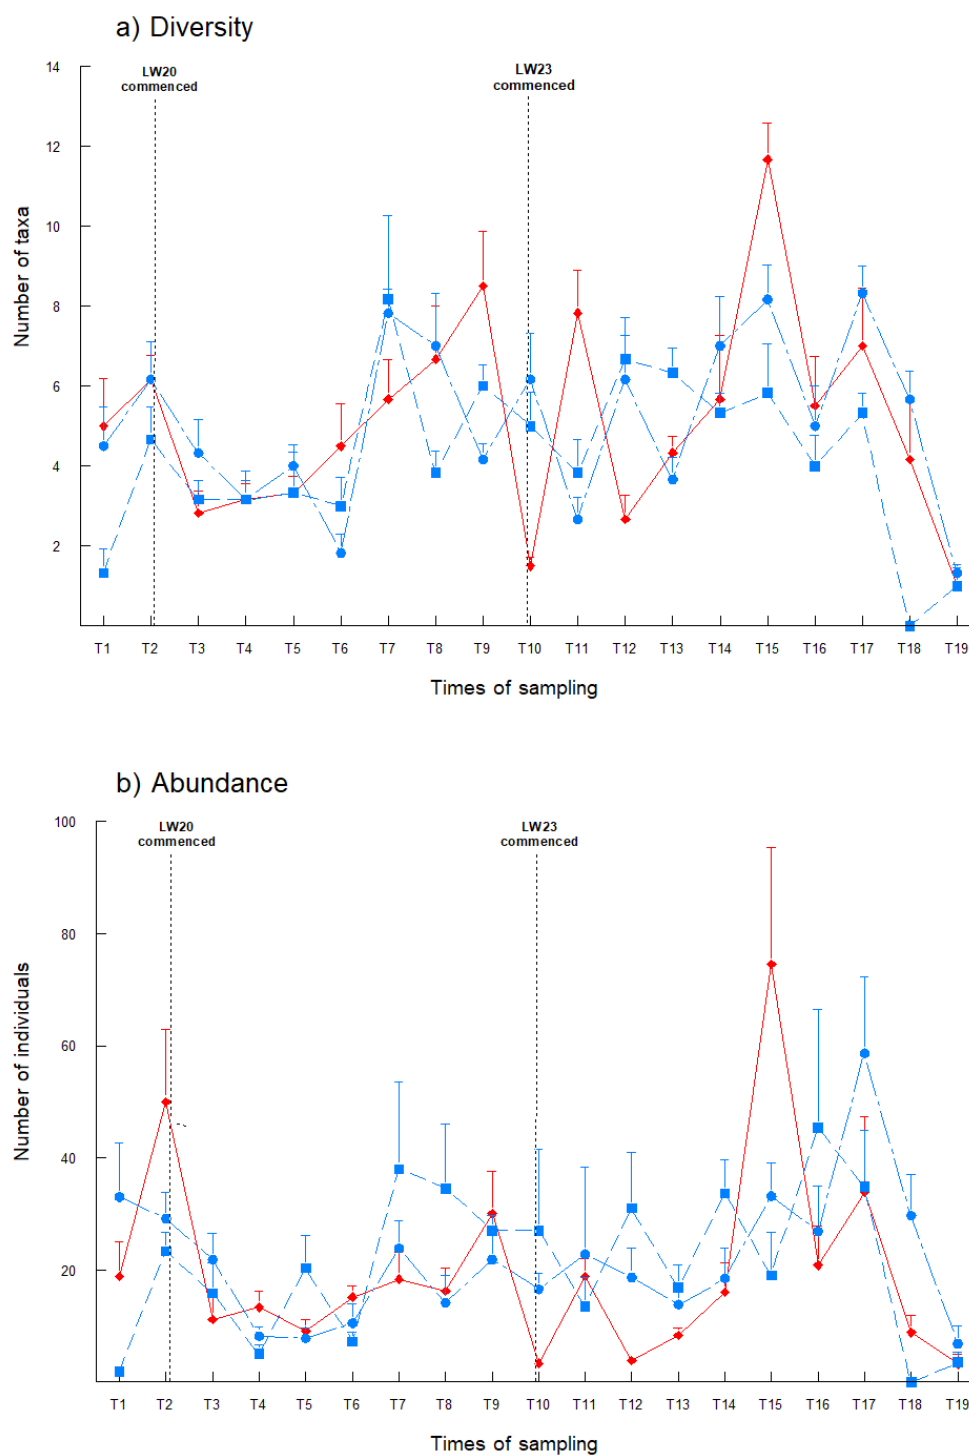 a) Diversity
LW20
commenced
LW23
commenced
14
12
10
8
6
4
2
Number of taxa
T1 T2 T3 T4 T5 T6 T7 T8 T9 T10 T11 T12 T13 T14 T15 T16 T17 T18 T19
Times of sampling
b) Abundance
LW20
commenced
LW23
commenced
100
80
60
40
20
Number of individuals
T1 T2 T3 T4 T5 T6 T7 T8 T9 T10 T11 T12 T13 T14 T15 T16 T17 T18 T19
Times of sampling